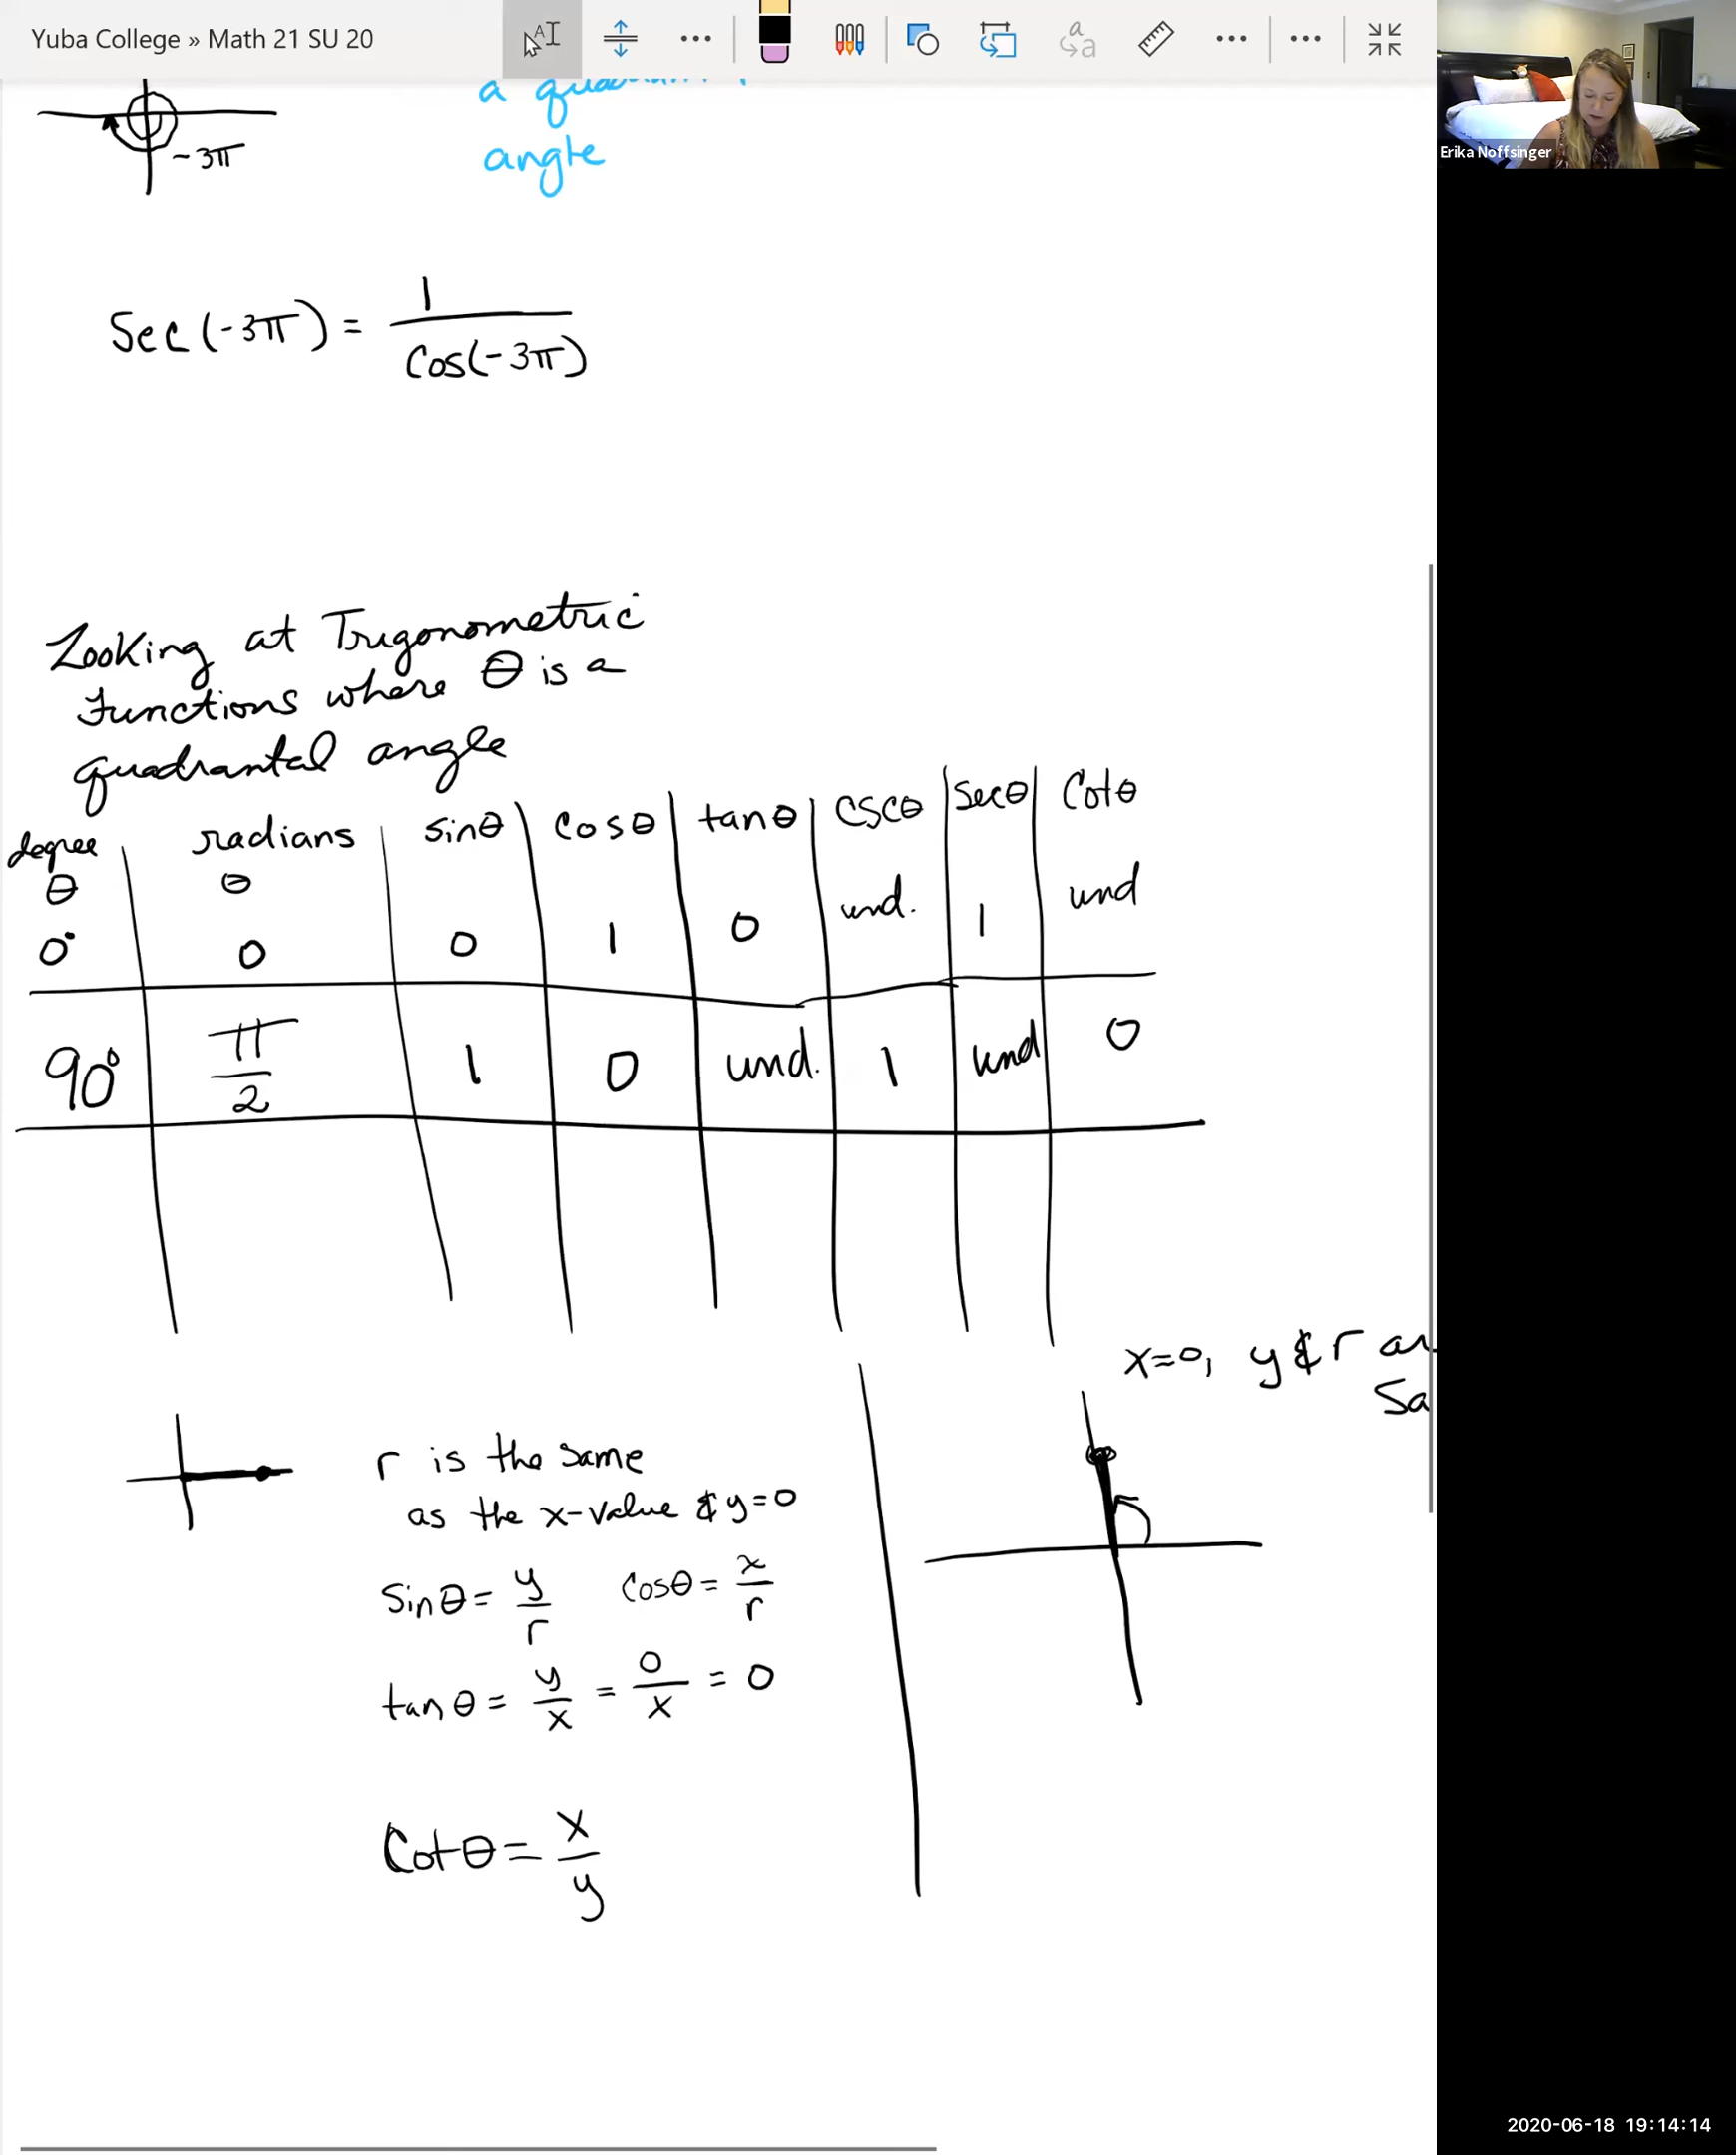 Yuba College » Math 21 SU 20
Erika Noffsinger
a
angle
-3π
Sec(-3π) = 1 / Cos(-3π)
Looking at Trigonometric
functions where θ is a
quadrantal angle
degree θ | radians θ | sinθ | cosθ | tanθ | cscθ | secθ | cotθ
0° | 0 | 0 | 1 | 0 | und. | 1 | und
90° | π/2 | 1 | 0 | und. | 1 | und | 0
r is the same
as the x-value & y=0
sinθ = y/r cosθ = x/r
tanθ = y/x = 0/x = 0
Cotθ = x/y
x=0, y & r
2020-06-18 19:14:14